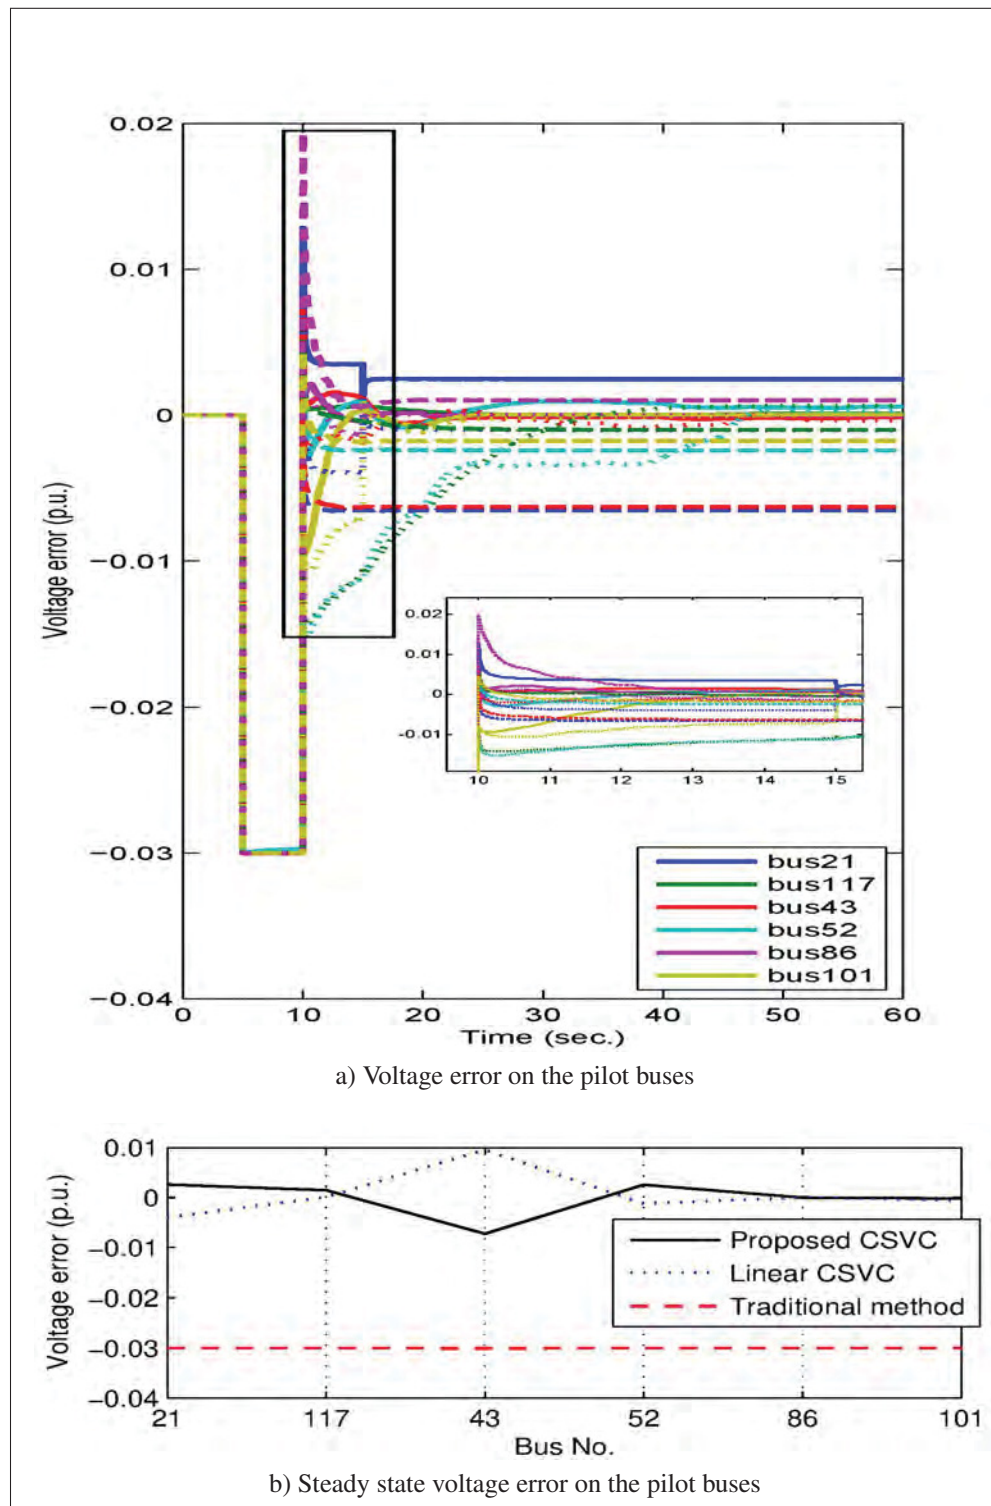 0.02
0.01
0
−0.01
−0.02
−0.03
−0.04
Voltage error (p.u.)
0.02
0.01
0
-0.01
10 11 12 13 14 15
bus21
bus117
bus43
bus52
bus86
bus101
0 10 20 30 40 50 60
Time (sec.)
a) Voltage error on the pilot buses
0.01
0
−0.01
−0.02
−0.03
−0.04
Voltage error (p.u.)
Proposed CSVC
Linear CSVC
Traditional method
21 117 43 52 86 101
Bus No.
b) Steady state voltage error on the pilot buses